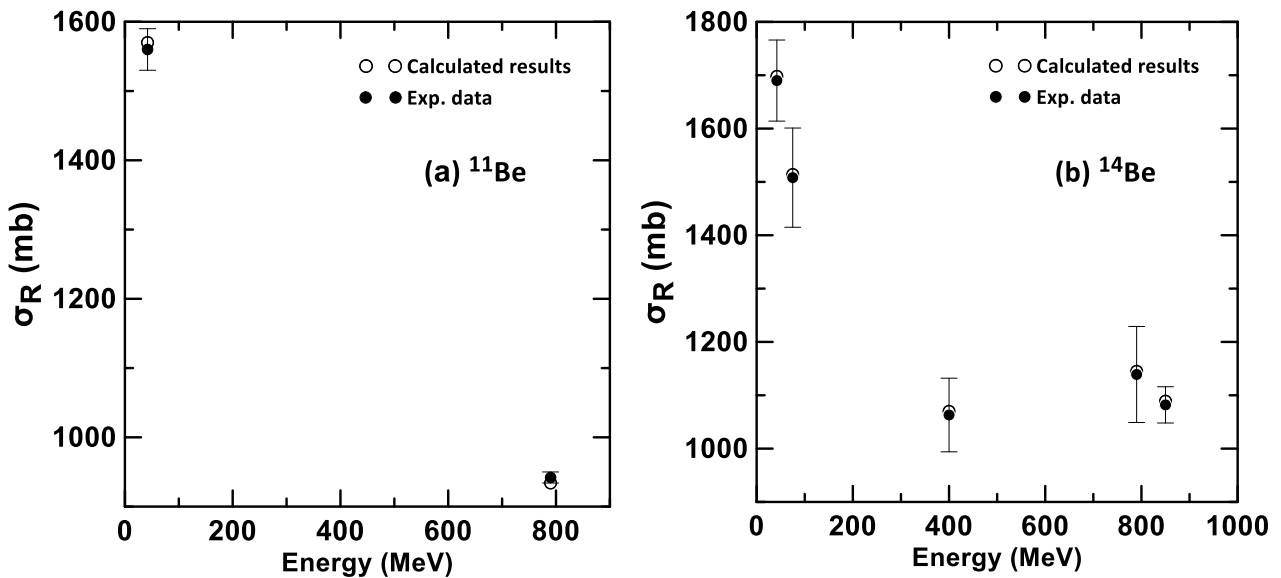 1600
1400
1200
1000
σR (mb)
Calculated results
Exp. data
(a) 11Be
0 200 400 600 800
Energy (MeV)
1800
1600
1400
1200
1000
σR (mb)
Calculated results
Exp. data
(b) 14Be
0 200 400 600 800 1000
Energy (MeV)